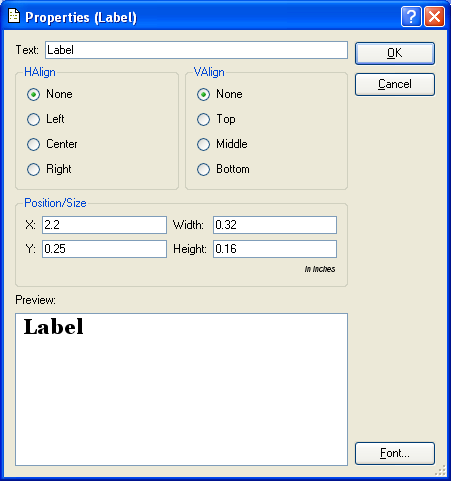 Properties (Label)
Text: Label
OK
Cancel
HAlign
None
Left
Center
Right
VAlign
None
Top
Middle
Bottom
Position/Size
X: 2.2 Width: 0.32
Y: 0.25 Height: 0.16
in inches
Preview:
Label
Font...